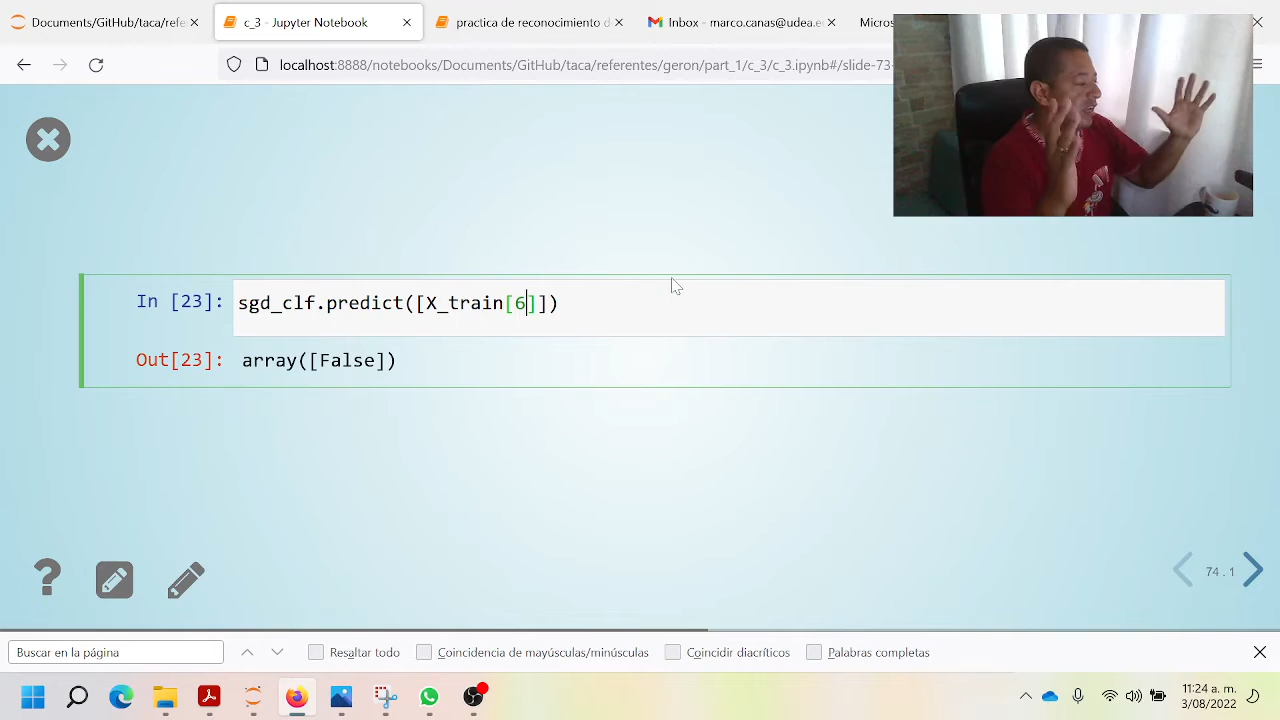 Documents/GitHub/taca/refere
c_3 - Jupyter Notebook
practica de reconocimiento d
Inbox - marco.canas@udea.e
Micros
localhost:8888/notebooks/Documents/GitHub/taca/referentes/geron/part_1/c_3/c_3.ipynb#/slide-73-
In [23]: sgd_clf.predict([X_train[6]])
Out[23]: array([False])
74 . 1
Buscar en la página
Resaltar todo
Coincidencia de mayúsculas/minúsculas
Coincidir diacríticos
Palabras completas
11:24 a. m.
3/08/2022